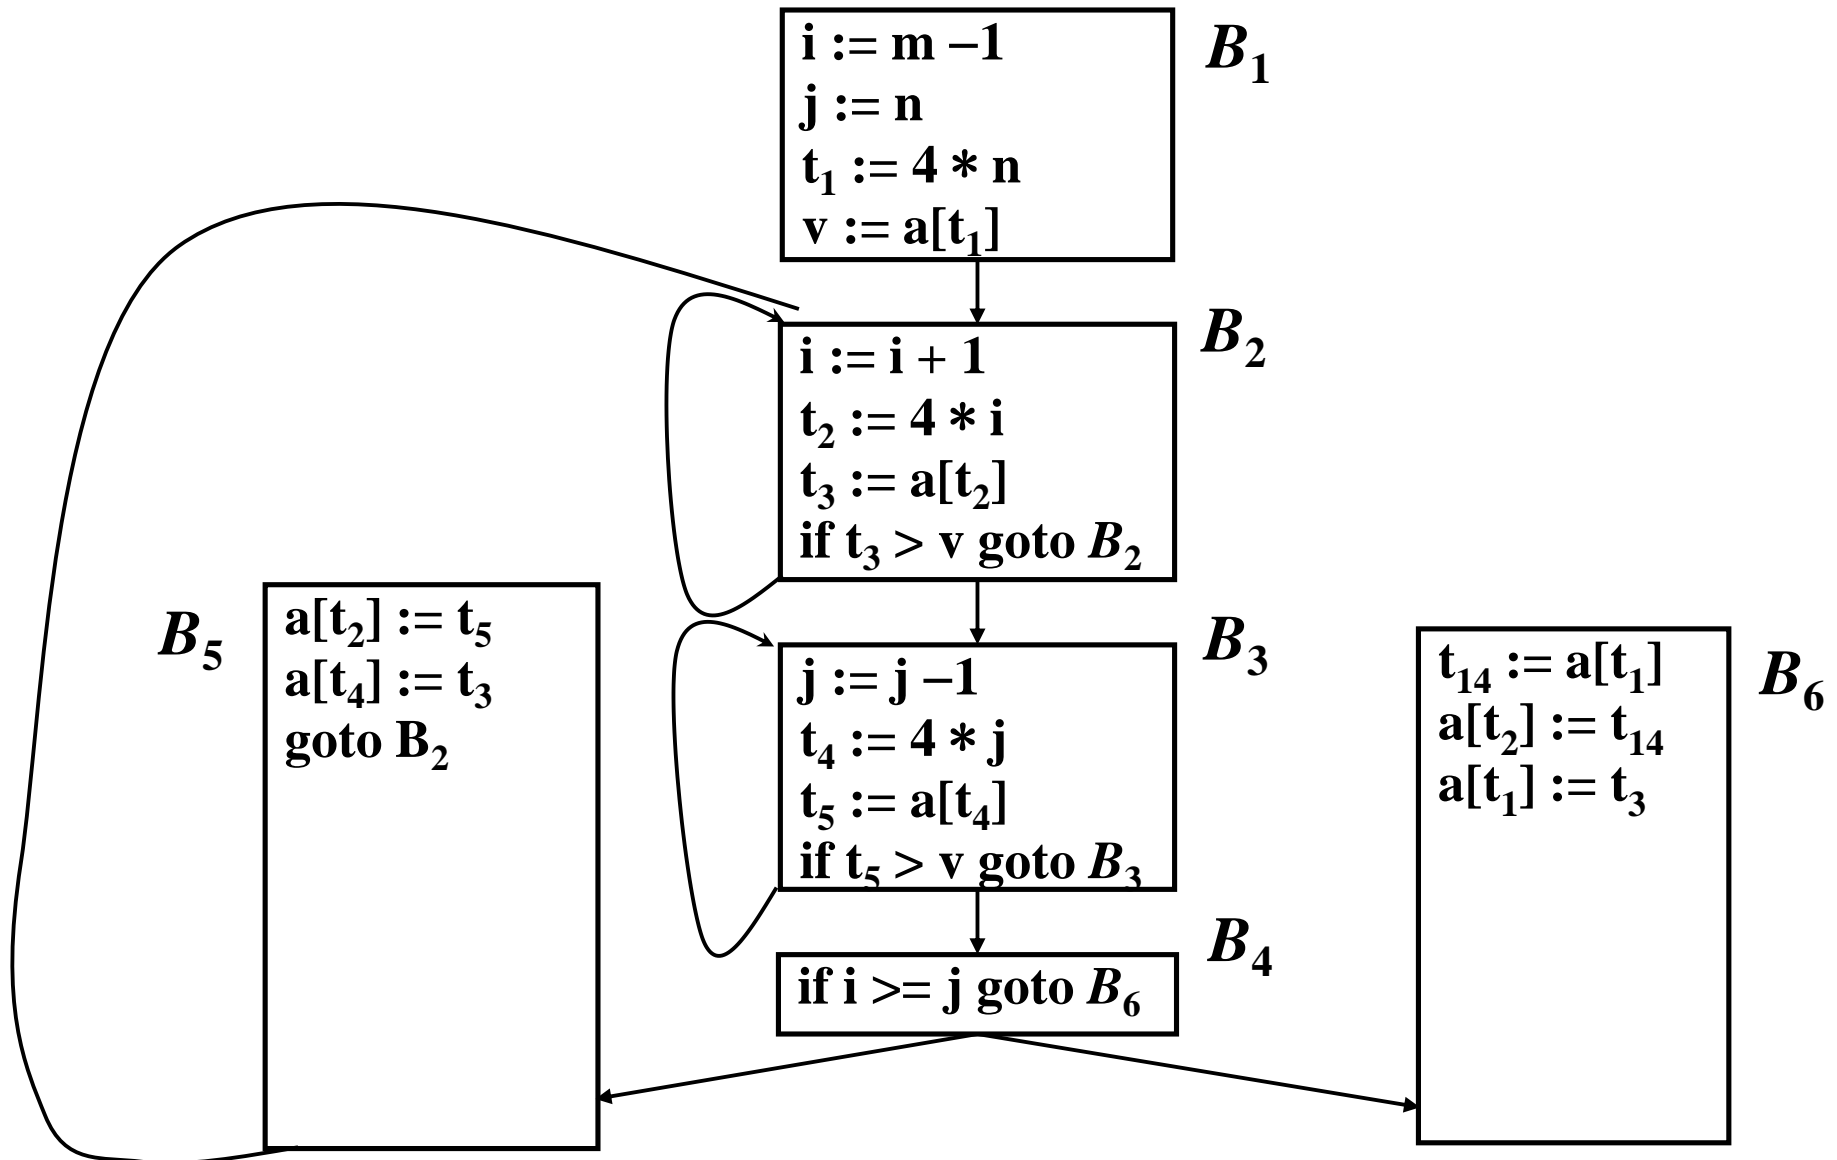 i := m –1
j := n
t₁ := 4 * n
v := a[t₁]
B₁
i := i + 1
t₂ := 4 * i
t₃ := a[t₂]
if t₃ > v goto B₂
B₂
B₅
a[t₂] := t₅
a[t₄] := t₃
goto B₂
j := j –1
t₄ := 4 * j
t₅ := a[t₄]
if t₅ > v goto B₃
B₃
t₁₄ := a[t₁]
a[t₂] := t₁₄
a[t₁] := t₃
B₆
if i >= j goto B₆
B₄